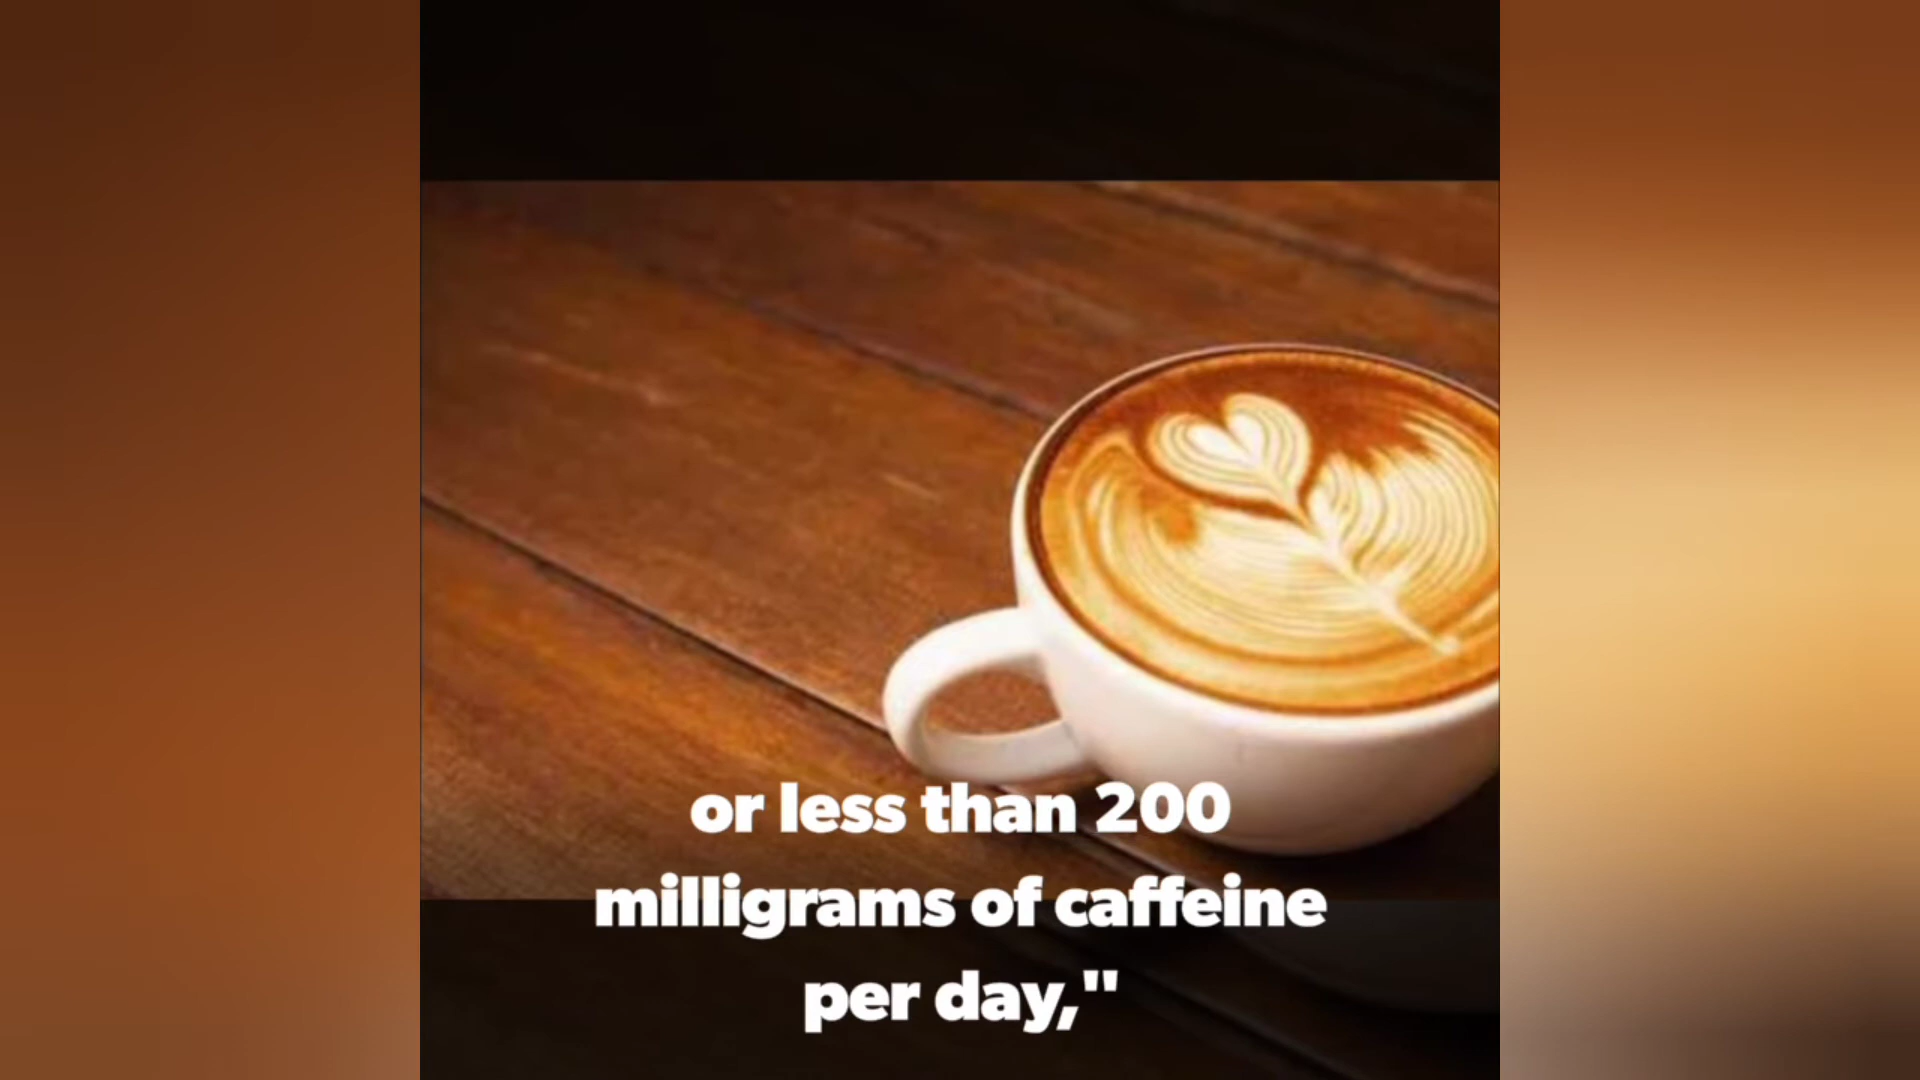 or less than 200
milligrams of caffeine
per day,"